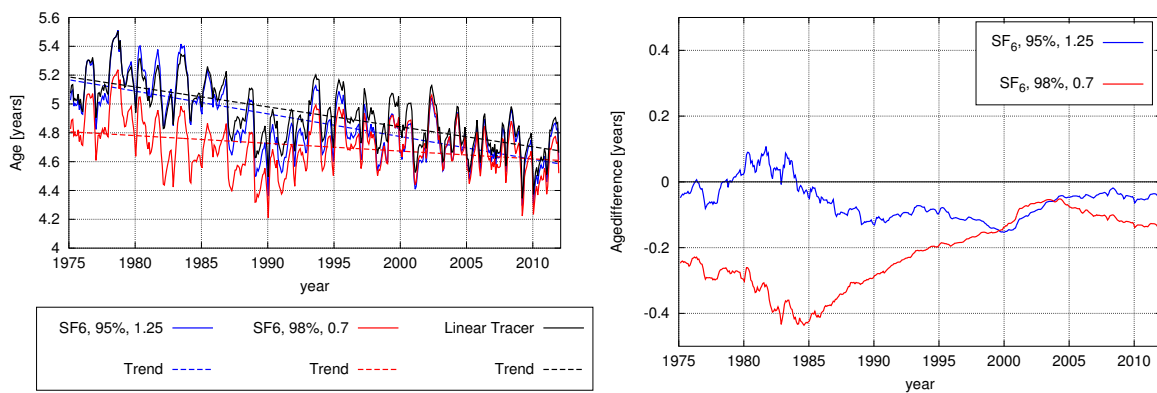 Age [years]
5.6
5.4
5.2
5
4.8
4.6
4.4
4.2
4
1975 1980 1985 1990 1995 2000 2005 2010
year
SF6, 95%, 1.25 SF6, 98%, 0.7 Linear Tracer
Trend Trend Trend
Agedifference [years]
0.4
0.2
0
-0.2
-0.4
SF6, 95%, 1.25
SF6, 98%, 0.7
1975 1980 1985 1990 1995 2000 2005 2010
year